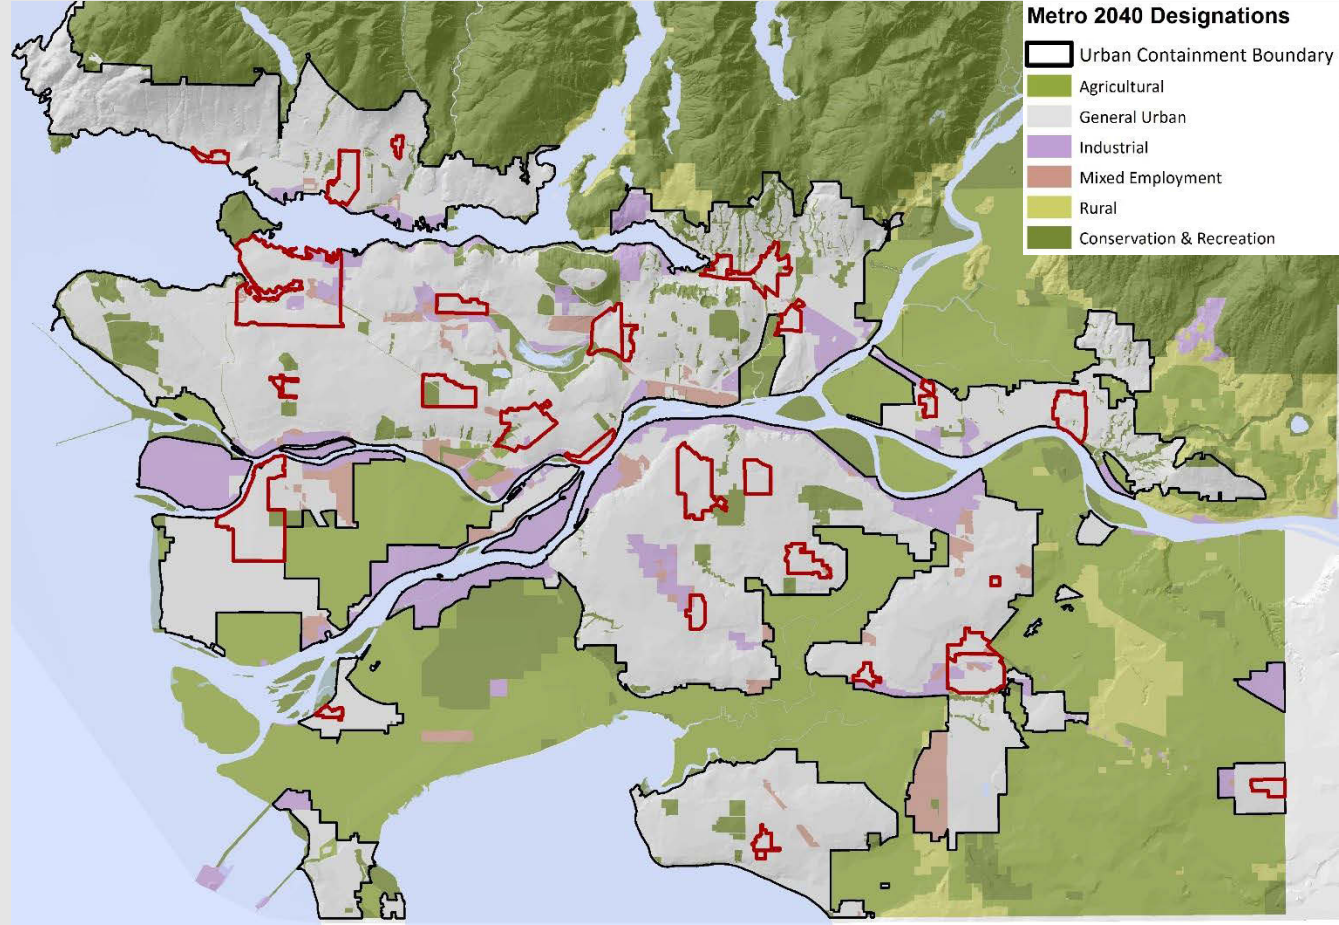 Metro 2040 Designations
Urban Containment Boundary
Agricultural
General Urban
Industrial
Mixed Employment
Rural
Conservation & Recreation